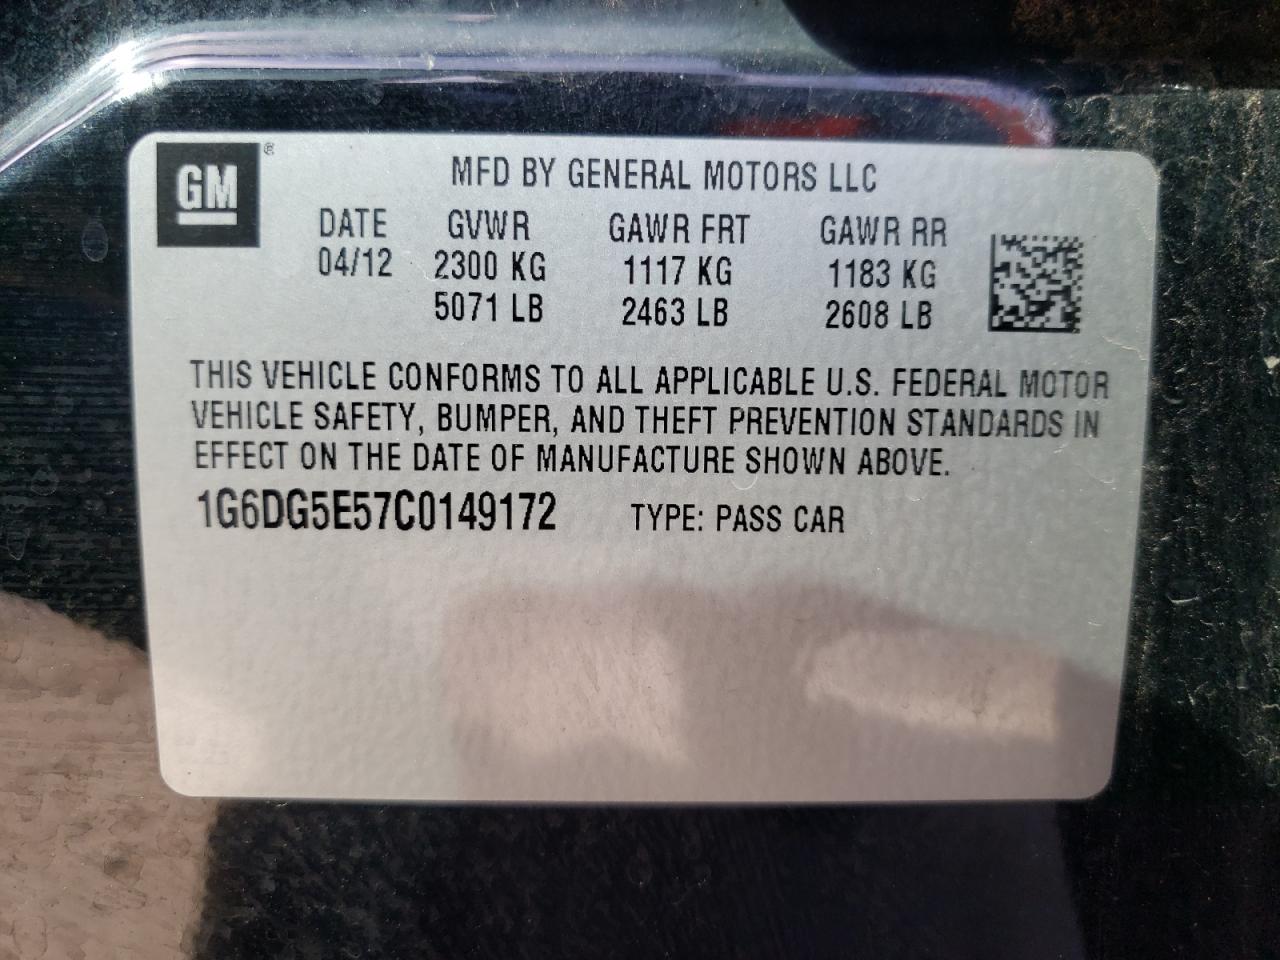 GM®
MFD BY GENERAL MOTORS LLC
DATE GVWR GAWR FRT GAWR RR
04/12 2300 KG 1117 KG 1183 KG
5071 LB 2463 LB 2608 LB
THIS VEHICLE CONFORMS TO ALL APPLICABLE U.S. FEDERAL MOTOR
VEHICLE SAFETY, BUMPER, AND THEFT PREVENTION STANDARDS IN
EFFECT ON THE DATE OF MANUFACTURE SHOWN ABOVE.
1G6DG5E57C0149172 TYPE: PASS CAR